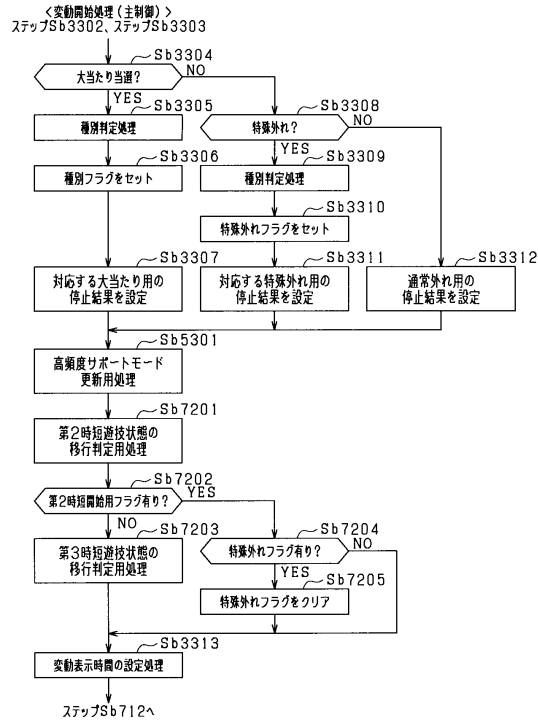 <変動開始処理(主制御)>
ステップSb3302、ステップSb3303
Sb3304
大当たり当選?
NO
YES
Sb3305
種別判定処理
Sb3306
種別フラグをセット
Sb3307
対応する大当たり用の
停止結果を設定
Sb3308
特殊外れ?
NO
YES
Sb3309
種別判定処理
Sb3310
特殊外れフラグをセット
Sb3311
対応する特殊外れ用の
停止結果を設定
Sb3312
通常外れ用の
停止結果を設定
Sb5301
高頻度サポートモード
更新用処理
Sb7201
第2時短遊技状態の
移行判定用処理
Sb7202
第2時短開始用フラグ有り?
YES
NO
Sb7203
第3時短遊技状態の
移行判定用処理
Sb7204
特殊外れフラグ有り?
NO
YES
Sb7205
特殊外れフラグをクリア
Sb3313
変動表示時間の設定処理
ステップSb712へ